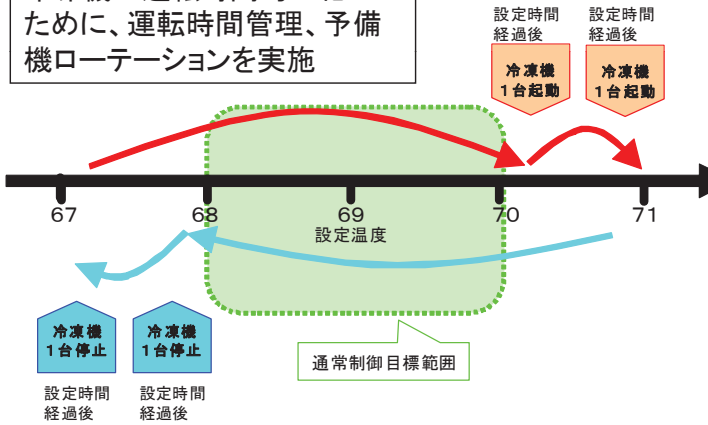 ために、運転時間管理、予備
機ローテーションを実施
設定時間
経過後
設定時間
経過後
冷凍機
1台起動
冷凍機
1台起動
67
68
69
70
71
設定温度
冷凍機
1台停止
冷凍機
1台停止
通常制御目標範囲
設定時間
経過後
設定時間
経過後